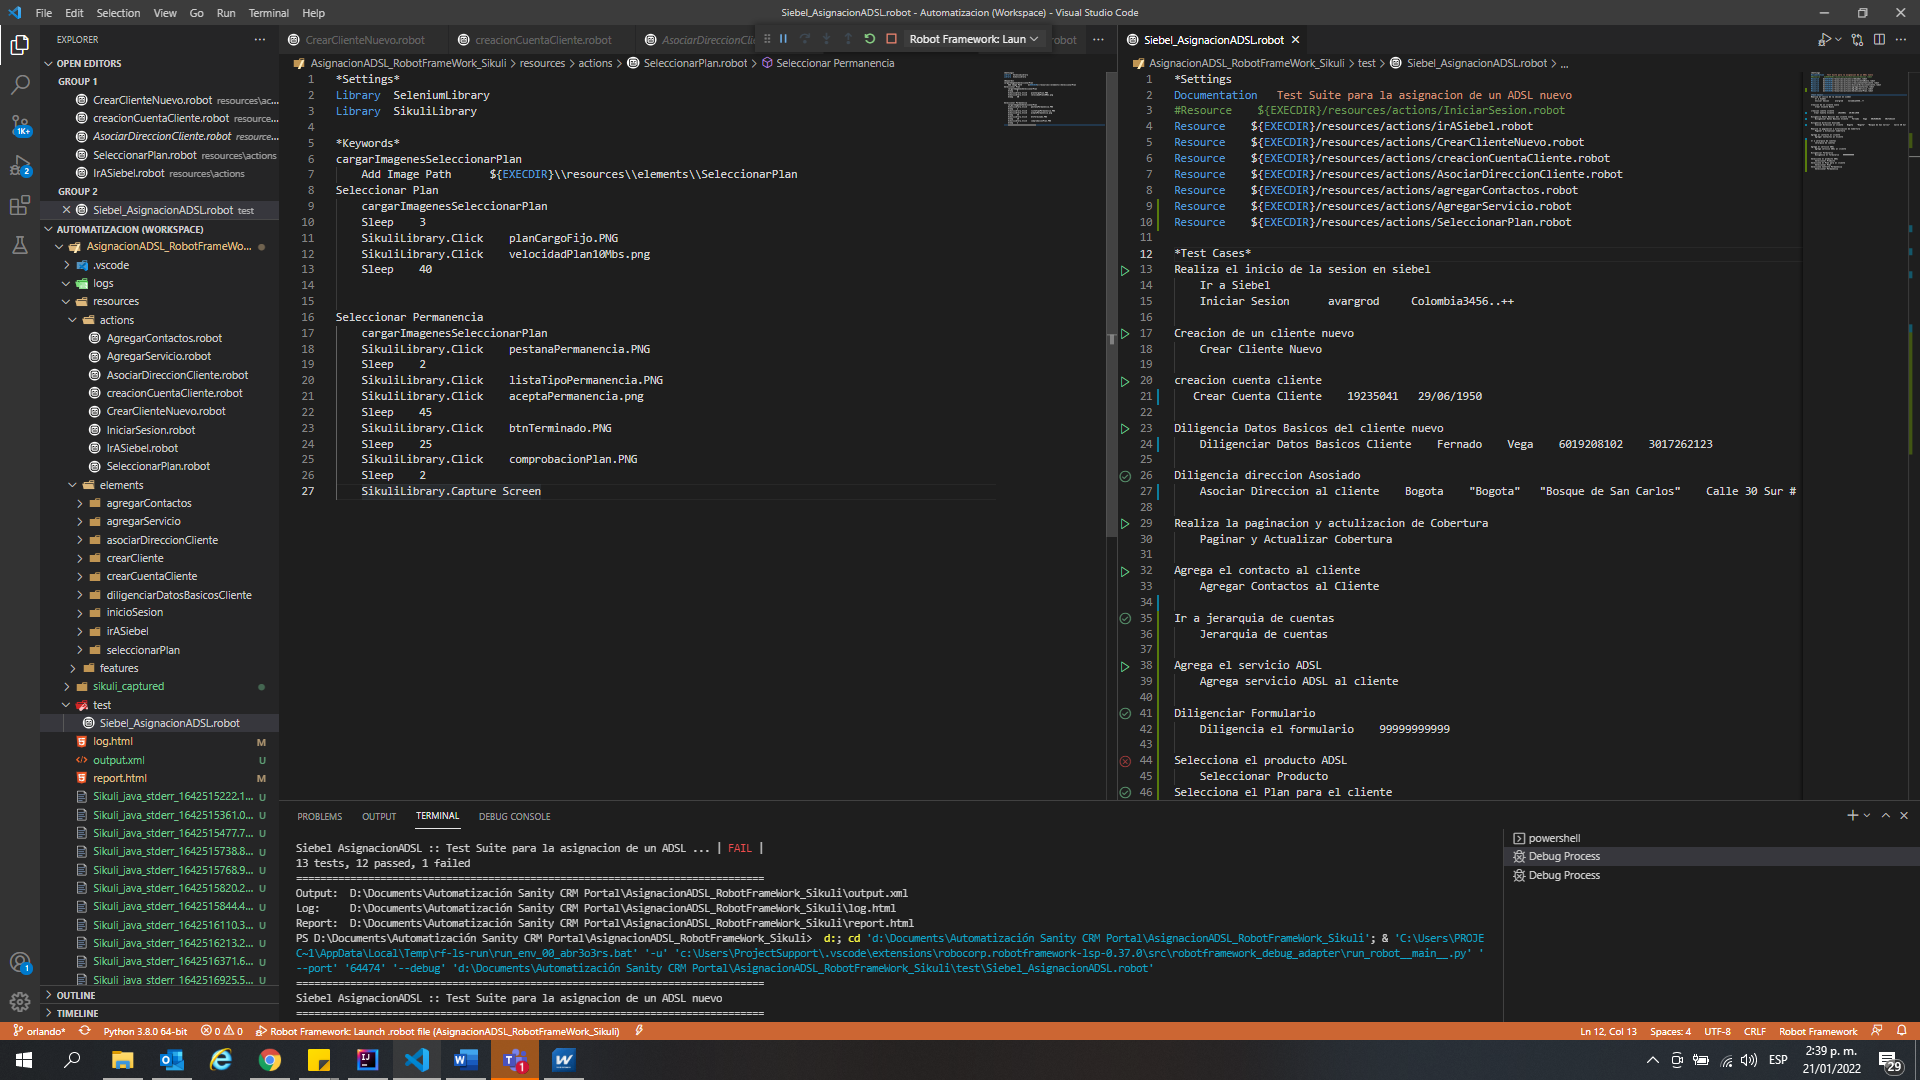 File Edit Selection View Go Run Terminal Help
Siebel_AsignacionADSL.robot - Automatizacion (Workspace) - Visual Studio Code
EXPLORER
OPEN EDITORS
GROUP 1
CrearClienteNuevo.robot resources\ac...
creacionCuentaCliente.robot resource...
AsociarDireccionCliente.robot resource...
SeleccionarPlan.robot resources\actions
IrASiebel.robot resources\actions
GROUP 2
Siebel_AsignacionADSL.robot test
AUTOMATIZACION (WORKSPACE)
AsignacionADSL_RobotFrameWo...
.vscode
logs
resources
actions
AgregarContactos.robot
AgregarServicio.robot
AsociarDireccionCliente.robot
creacionCuentaCliente.robot
CrearClienteNuevo.robot
IniciarSesion.robot
IrASiebel.robot
SeleccionarPlan.robot
elements
agregarContactos
agregarServicio
asociarDireccionCliente
crearCliente
crearCuentaCliente
diligenciarDatosBasicosCliente
inicioSesion
irASiebel
seleccionarPlan
features
sikuli_captured
test
Siebel_AsignacionADSL.robot
log.html M
output.xml U
report.html M
Sikuli_java_stderr_1642515222.1... U
Sikuli_java_stderr_1642515361.0... U
Sikuli_java_stderr_1642515477.7... U
Sikuli_java_stderr_1642515738.8... U
Sikuli_java_stderr_1642515768.9... U
Sikuli_java_stderr_1642515820.2... U
Sikuli_java_stderr_1642515844.4... U
Sikuli_java_stderr_1642516110.3... U
Sikuli_java_stderr_1642516213.2... U
Sikuli_java_stderr_1642516371.6... U
Sikuli_java_stderr_1642516925.5... U
OUTLINE
TIMELINE
1K+
2
1
CrearClienteNuevo.robot creacionCuentaCliente.robot AsociarDireccionCli
Robot Framework: Laun
obot
AsignacionADSL_RobotFrameWork_Sikuli > resources > actions > SeleccionarPlan.robot > Seleccionar Permanencia
1 *Settings*
2 Library SeleniumLibrary
3 Library SikuliLibrary
4
5 *Keywords*
6 cargarImagenesSeleccionarPlan
7 Add Image Path ${EXECDIR}\\resources\\elements\\SeleccionarPlan
8 Seleccionar Plan
9 cargarImagenesSeleccionarPlan
10 Sleep 3
11 SikuliLibrary.Click planCargoFijo.PNG
12 SikuliLibrary.Click velocidadPlan10Mbs.png
13 Sleep 40
14
15
16 Seleccionar Permanencia
17 cargarImagenesSeleccionarPlan
18 SikuliLibrary.Click pestanaPermanencia.PNG
19 Sleep 2
20 SikuliLibrary.Click listaTipoPermanencia.PNG
21 SikuliLibrary.Click aceptaPermanencia.png
22 Sleep 45
23 SikuliLibrary.Click btnTerminado.PNG
24 Sleep 25
25 SikuliLibrary.Click comprobacionPlan.PNG
26 Sleep 2
27 SikuliLibrary.Capture Screen
Siebel_AsignacionADSL.robot
AsignacionADSL_RobotFrameWork_Sikuli > test > Siebel_AsignacionADSL.robot > ...
1 *Settings
2 Documentation Test Suite para la asignacion de un ADSL nuevo
3 #Resource ${EXECDIR}/resources/actions/IniciarSesion.robot
4 Resource ${EXECDIR}/resources/actions/irASiebel.robot
5 Resource ${EXECDIR}/resources/actions/CrearClienteNuevo.robot
6 Resource ${EXECDIR}/resources/actions/creacionCuentaCliente.robot
7 Resource ${EXECDIR}/resources/actions/AsociarDireccionCliente.robot
8 Resource ${EXECDIR}/resources/actions/agregarContactos.robot
9 Resource ${EXECDIR}/resources/actions/AgregarServicio.robot
10 Resource ${EXECDIR}/resources/actions/SeleccionarPlan.robot
11
12 *Test Cases*
13 Realiza el inicio de la sesion en siebel
14 Ir a Siebel
15 Iniciar Sesion avargrod Colombia3456..++
16
17 Creacion de un cliente nuevo
18 Crear Cliente Nuevo
19
20 creacion cuenta cliente
21 Crear Cuenta Cliente 19235041 29/06/1950
22
23 Diligencia Datos Basicos del cliente nuevo
24 Diligenciar Datos Basicos Cliente Fernado Vega 6019208102 3017262123
25
26 Diligencia direccion Asosiado
27 Asociar Direccion al cliente Bogota "Bogota" "Bosque de San Carlos" Calle 30 Sur #
28
29 Realiza la paginacion y actulizacion de Cobertura
30 Paginar y Actualizar Cobertura
31
32 Agrega el contacto al cliente
33 Agregar Contactos al Cliente
34
35 Ir a jerarquia de cuentas
36 Jerarquia de cuentas
37
38 Agrega el servicio ADSL
39 Agrega servicio ADSL al cliente
40
41 Diligenciar Formulario
42 Diligencia el formulario 99999999999
43
44 Selecciona el producto ADSL
45 Seleccionar Producto
46 Selecciona el Plan para el cliente
PROBLEMS OUTPUT TERMINAL DEBUG CONSOLE
Siebel AsignacionADSL :: Test Suite para la asignacion de un ADSL ... | FAIL |
13 tests, 12 passed, 1 failed
==============================================================================
Output: D:\Documents\Automatización Sanity CRM Portal\AsignacionADSL_RobotFrameWork_Sikuli\output.xml
Log: D:\Documents\Automatización Sanity CRM Portal\AsignacionADSL_RobotFrameWork_Sikuli\log.html
Report: D:\Documents\Automatización Sanity CRM Portal\AsignacionADSL_RobotFrameWork_Sikuli\report.html
PS D:\Documents\Automatización Sanity CRM Portal\AsignacionADSL_RobotFrameWork_Sikuli> d:; cd 'd:\Documents\Automatización Sanity CRM Portal\AsignacionADSL_RobotFrameWork_Sikuli'; & 'C:\Users\PROJE
C~1\AppData\Local\Temp\rf-ls-run\run_env_00_abr3o3rs.bat' '-u' 'c:\Users\ProjectSupport\.vscode\extensions\robocorp.robotframework-lsp-0.37.0\src\robotframework_debug_adapter\run_robot__main__.py' '
--port' '64474' '--debug' 'd:\Documents\Automatización Sanity CRM Portal\AsignacionADSL_RobotFrameWork_Sikuli\test\Siebel_AsignacionADSL.robot'
==============================================================================
Siebel AsignacionADSL :: Test Suite para la asignacion de un ADSL nuevo
==============================================================================
powershell
Debug Process
Debug Process
orlando* Python 3.8.0 64-bit 0 0 Robot Framework: Launch .robot file (AsignacionADSL_RobotFrameWork_Sikuli)
Ln 12, Col 13 Spaces: 4 UTF-8 CRLF Robot Framework
ESP
2:39 p. m.
21/01/2022
29